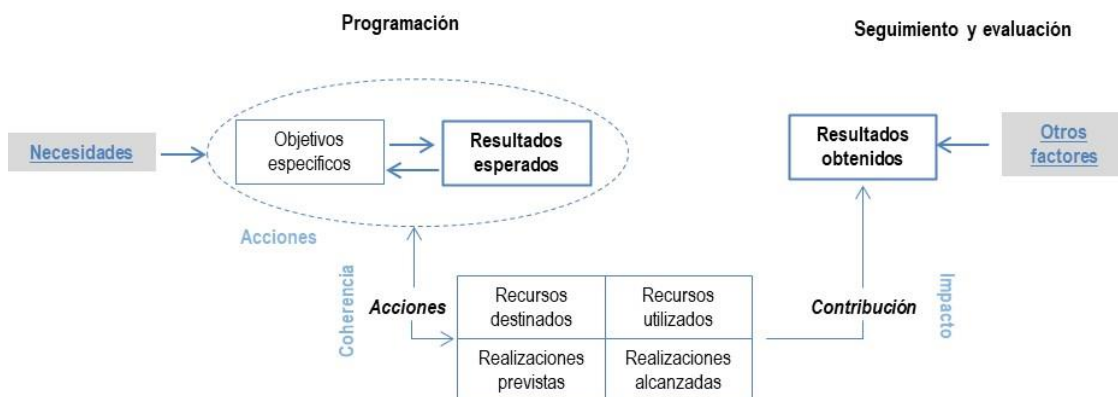 Programación
Seguimiento y evaluación
Necesidades
Objetivos
especificos
Resultados
esperados
Resultados
obtenidos
Otros
factores
Acciones
Coherencia
Acciones
Recursos
destinados
Recursos
utilizados
Realizaciones
previstas
Realizaciones
alcanzadas
Contribución
Impacto